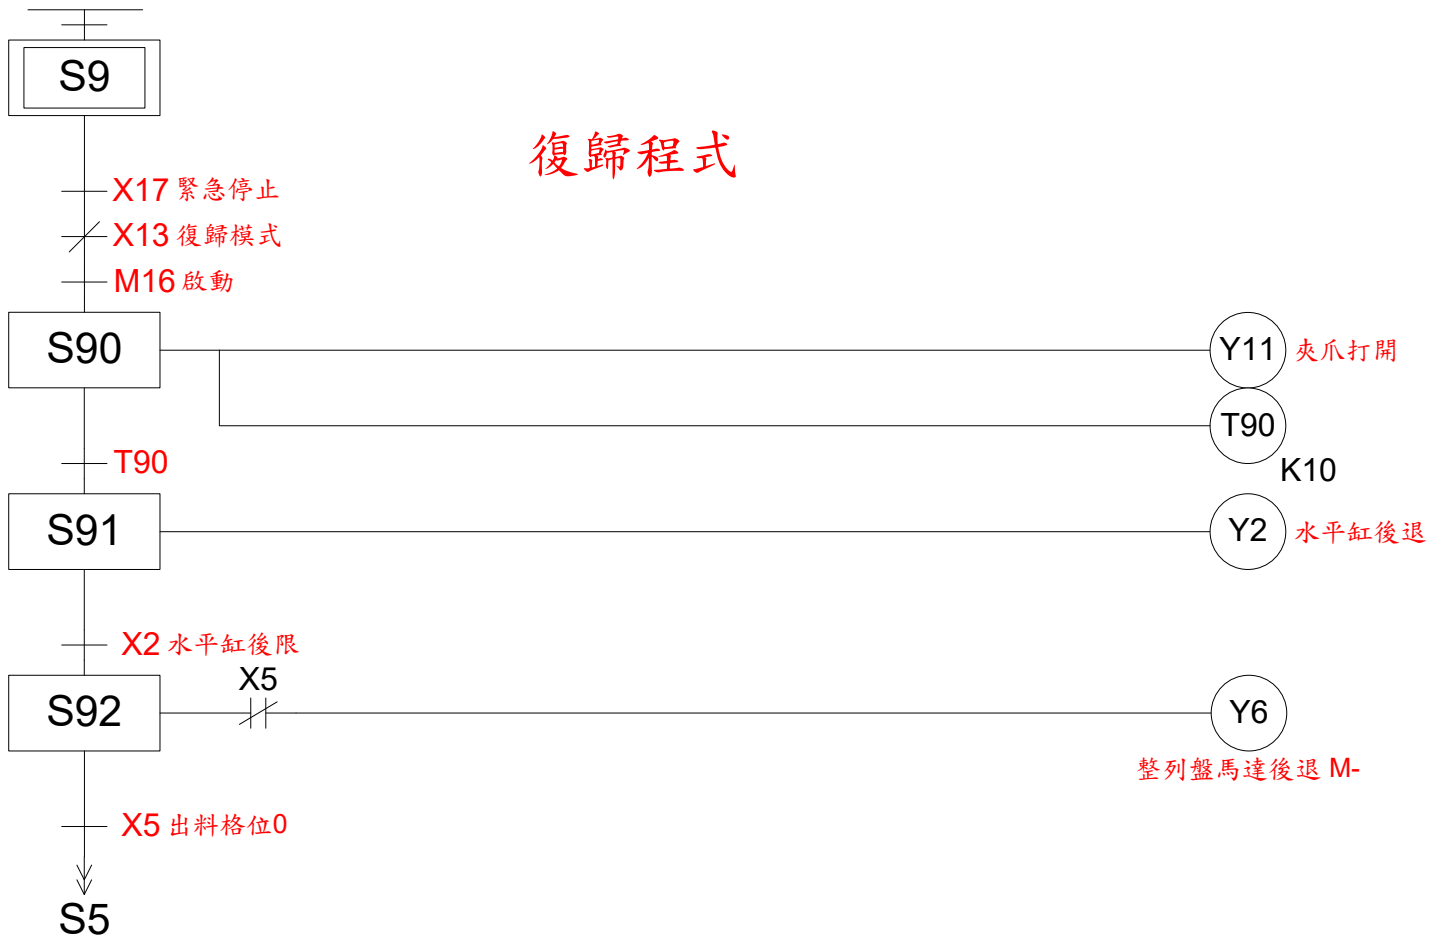 S9
復歸程式
X17 緊急停止
X13 復歸模式
M16 啟動
S90
Y11 夾爪打開
T90
K10
T90
S91
Y2 水平缸後退
X2 水平缸後限
X5
S92
Y6
整列盤馬達後退 M-
X5 出料格位0
S5